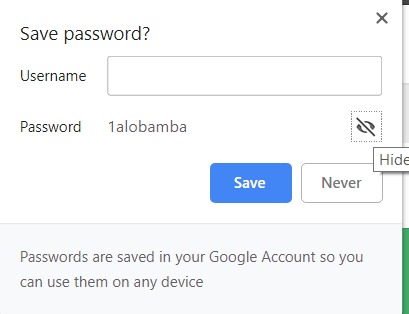 Save password?
Username
Password 1alobamba
Hide
Save Never
Passwords are saved in your Google Account so you
can use them on any device